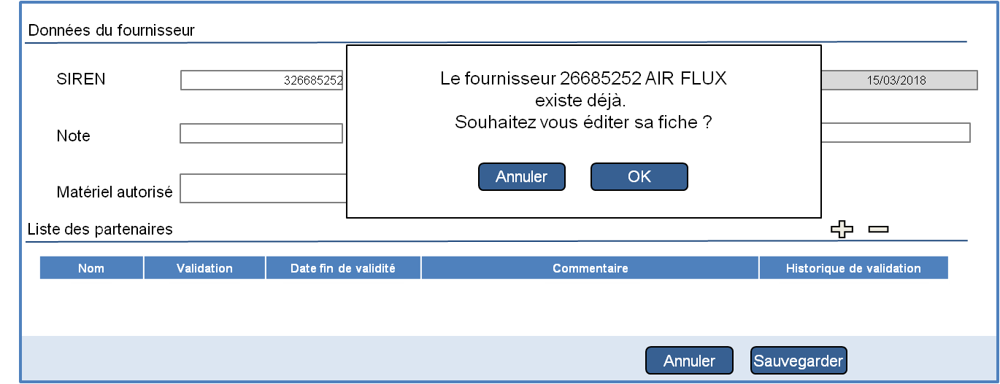 Données du fournisseur
SIREN
326685252
15/03/2018
Le fournisseur 26685252 AIR FLUX
existe déjà.
Souhaitez vous éditer sa fiche ?
Note
Annuler
OK
Matériel autorisé
Liste des partenaires
Nom
Validation
Date fin de validité
Commentaire
Historique de validation
Annuler
Sauvegarder